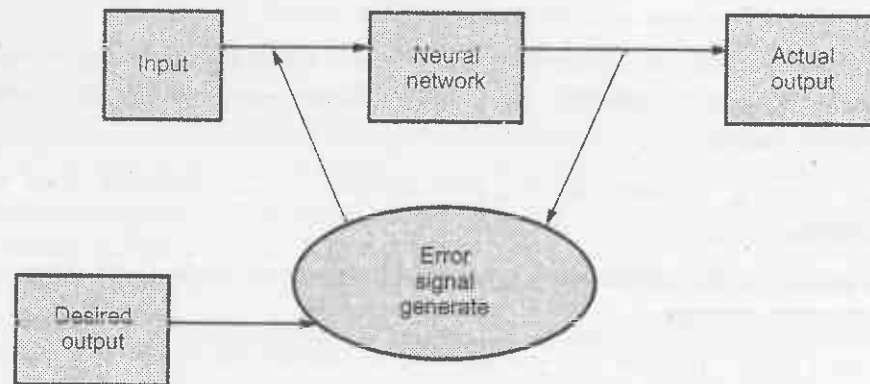 Input
Neural
network
Actual
output
Error
signal
generate
Desired
output